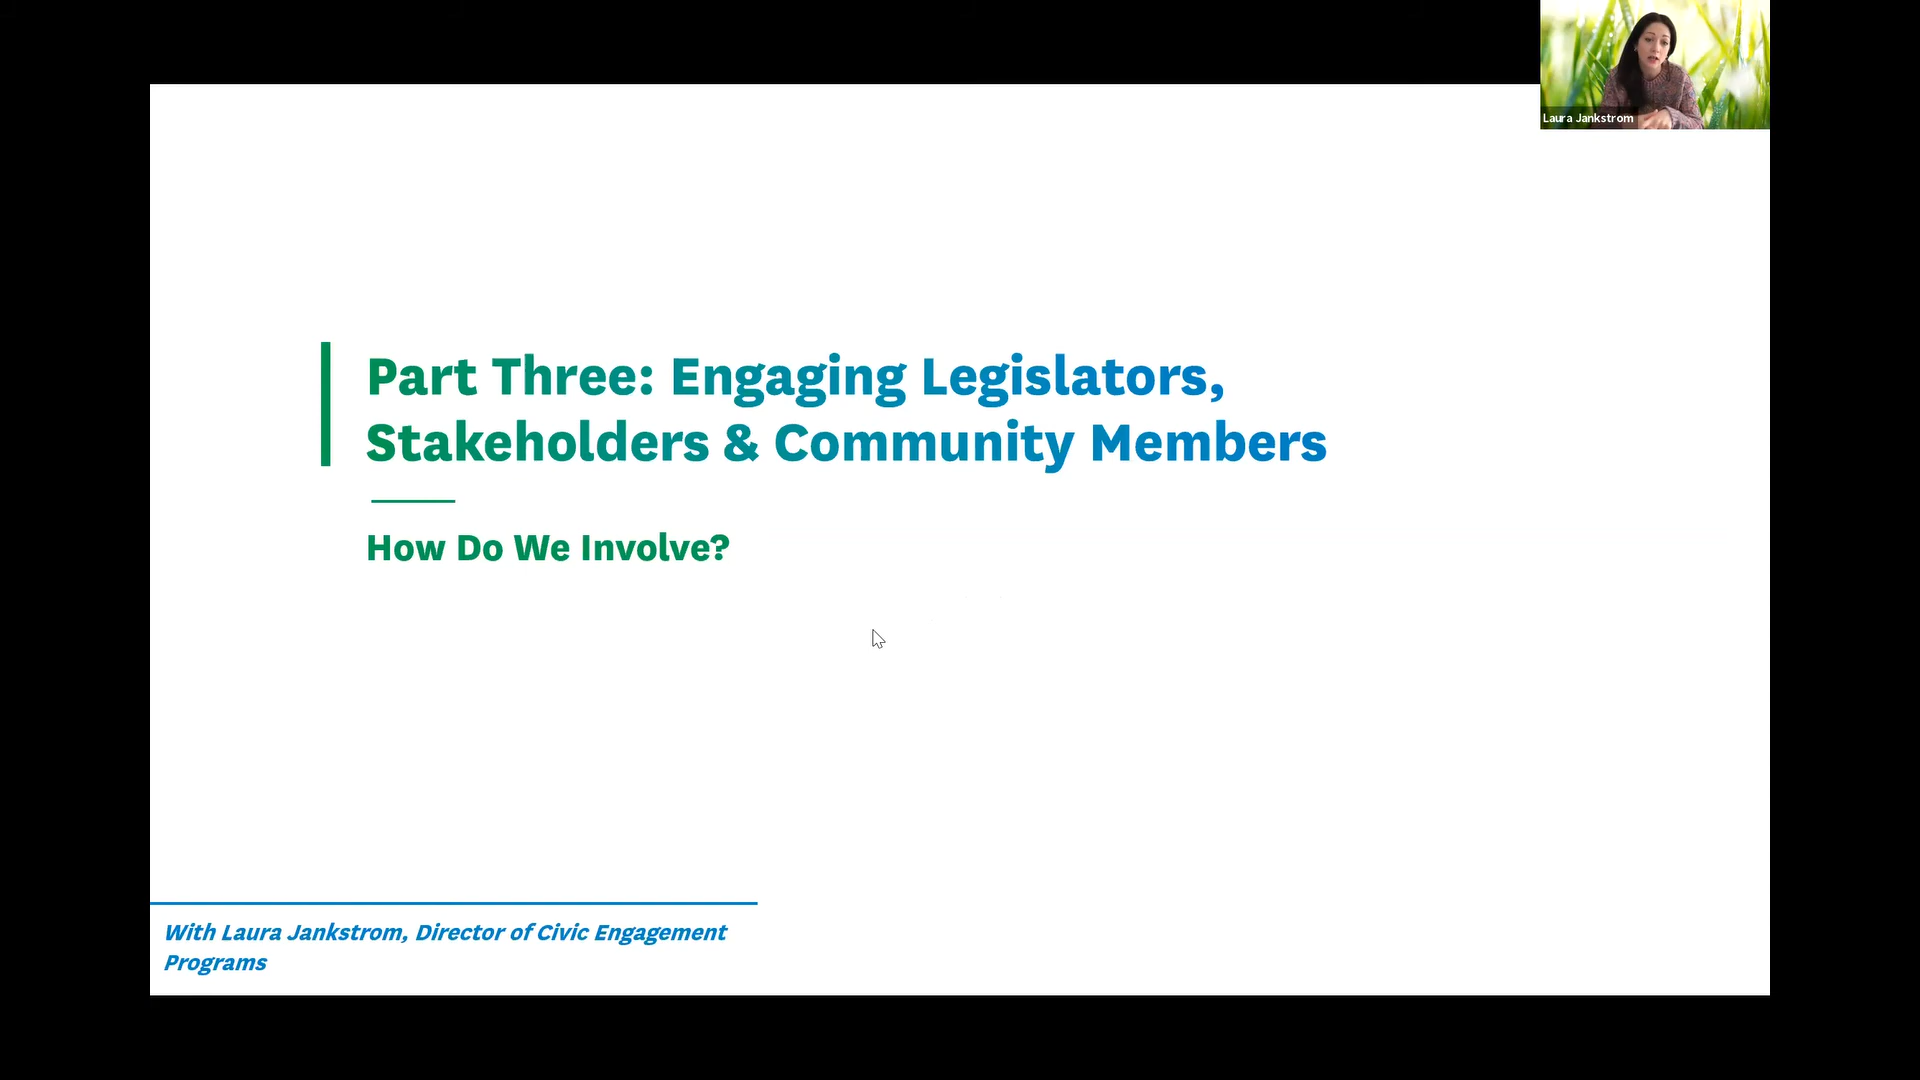 Laura Jankstrom
Part Three: Engaging Legislators,
Stakeholders & Community Members
How Do We Involve?
With Laura Jankstrom, Director of Civic Engagement
Programs